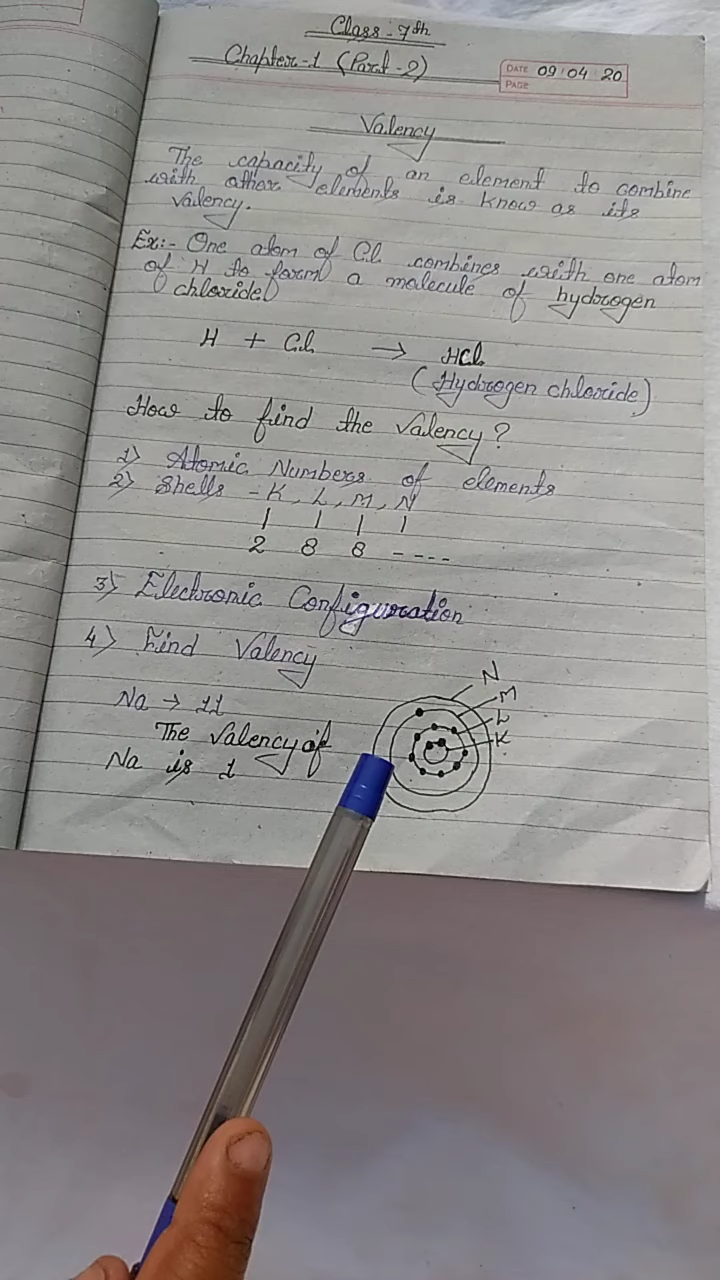 Class - 7th
Chapter-1 (Part-2)
DATE 09 04 20
PAGE
Valency
The capacity of an element to combine
with other elements is know as its
Valency.
Ex:- One atom of Cl combines with one atom
of H to form a molecule of hydrogen
chloride
H + Cl → HCl
(Hydrogen chloride)
How to find the Valency?
1) Atomic Numbers of elements
2) Shells - K, L, M, N
2 8 8 ----
3) Electronic Configuration
4) Find Valency
N
M
L
K
Na → 11
The Valency of
Na is 1